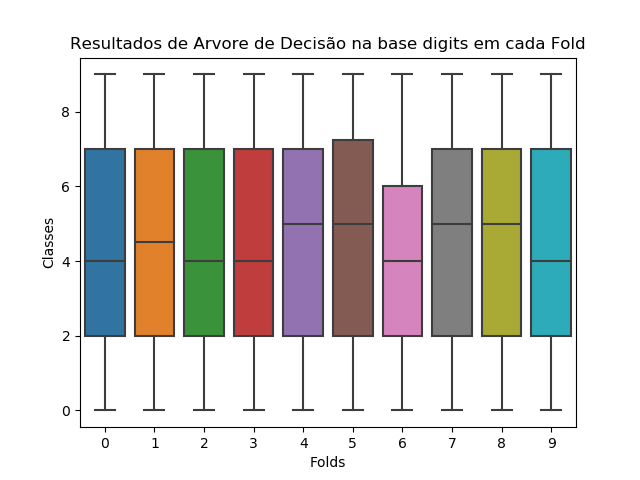 Resultados de Arvore de Decisão na base digits em cada Fold
8
6
4
2
0
Classes
0 1 2 3 4 5 6 7 8 9
Folds